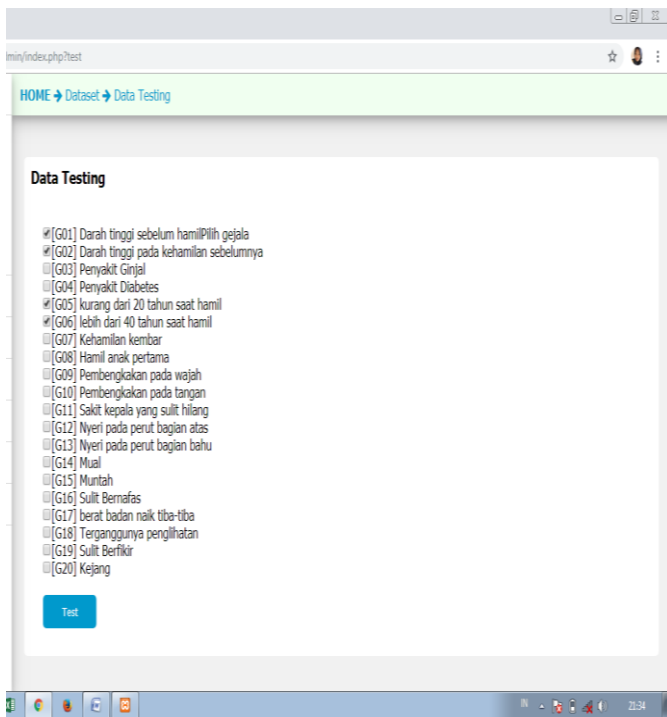 dmin/index.php?test
HOME → Dataset → Data Testing
Data Testing
[G01] Darah tinggi sebelum hamilPilih gejala
[G02] Darah tinggi pada kehamilan sebelumnya
[G03] Penyakit Ginjal
[G04] Penyakit Diabetes
[G05] kurang dari 20 tahun saat hamil
[G06] lebih dari 40 tahun saat hamil
[G07] Kehamilan kembar
[G08] Hamil anak pertama
[G09] Pembengkakan pada wajah
[G10] Pembengkakan pada tangan
[G11] Sakit kepala yang sulit hilang
[G12] Nyeri pada perut bagian atas
[G13] Nyeri pada perut bagian bahu
[G14] Mual
[G15] Muntah
[G16] Sulit Bernafas
[G17] berat badan naik tiba-tiba
[G18] Terganggunya penglihatan
[G19] Sulit Berfikir
[G20] Kejang
Test
IN 21:34